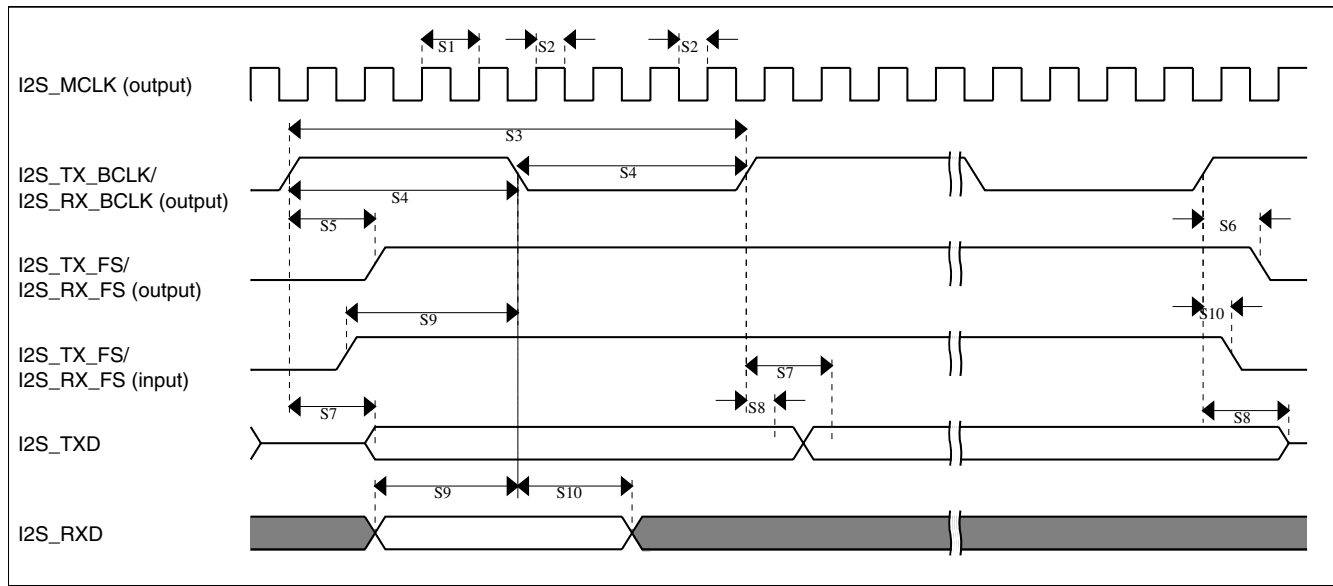 S1
S2
S2
I2S_MCLK (output)
S3
I2S_TX_BCLK/
I2S_RX_BCLK (output)
S4
S4
S5
S6
I2S_TX_FS/
I2S_RX_FS (output)
S9
S10
I2S_TX_FS/
I2S_RX_FS (input)
S7
S7
S8
S8
I2S_TXD
S9
S10
I2S_RXD